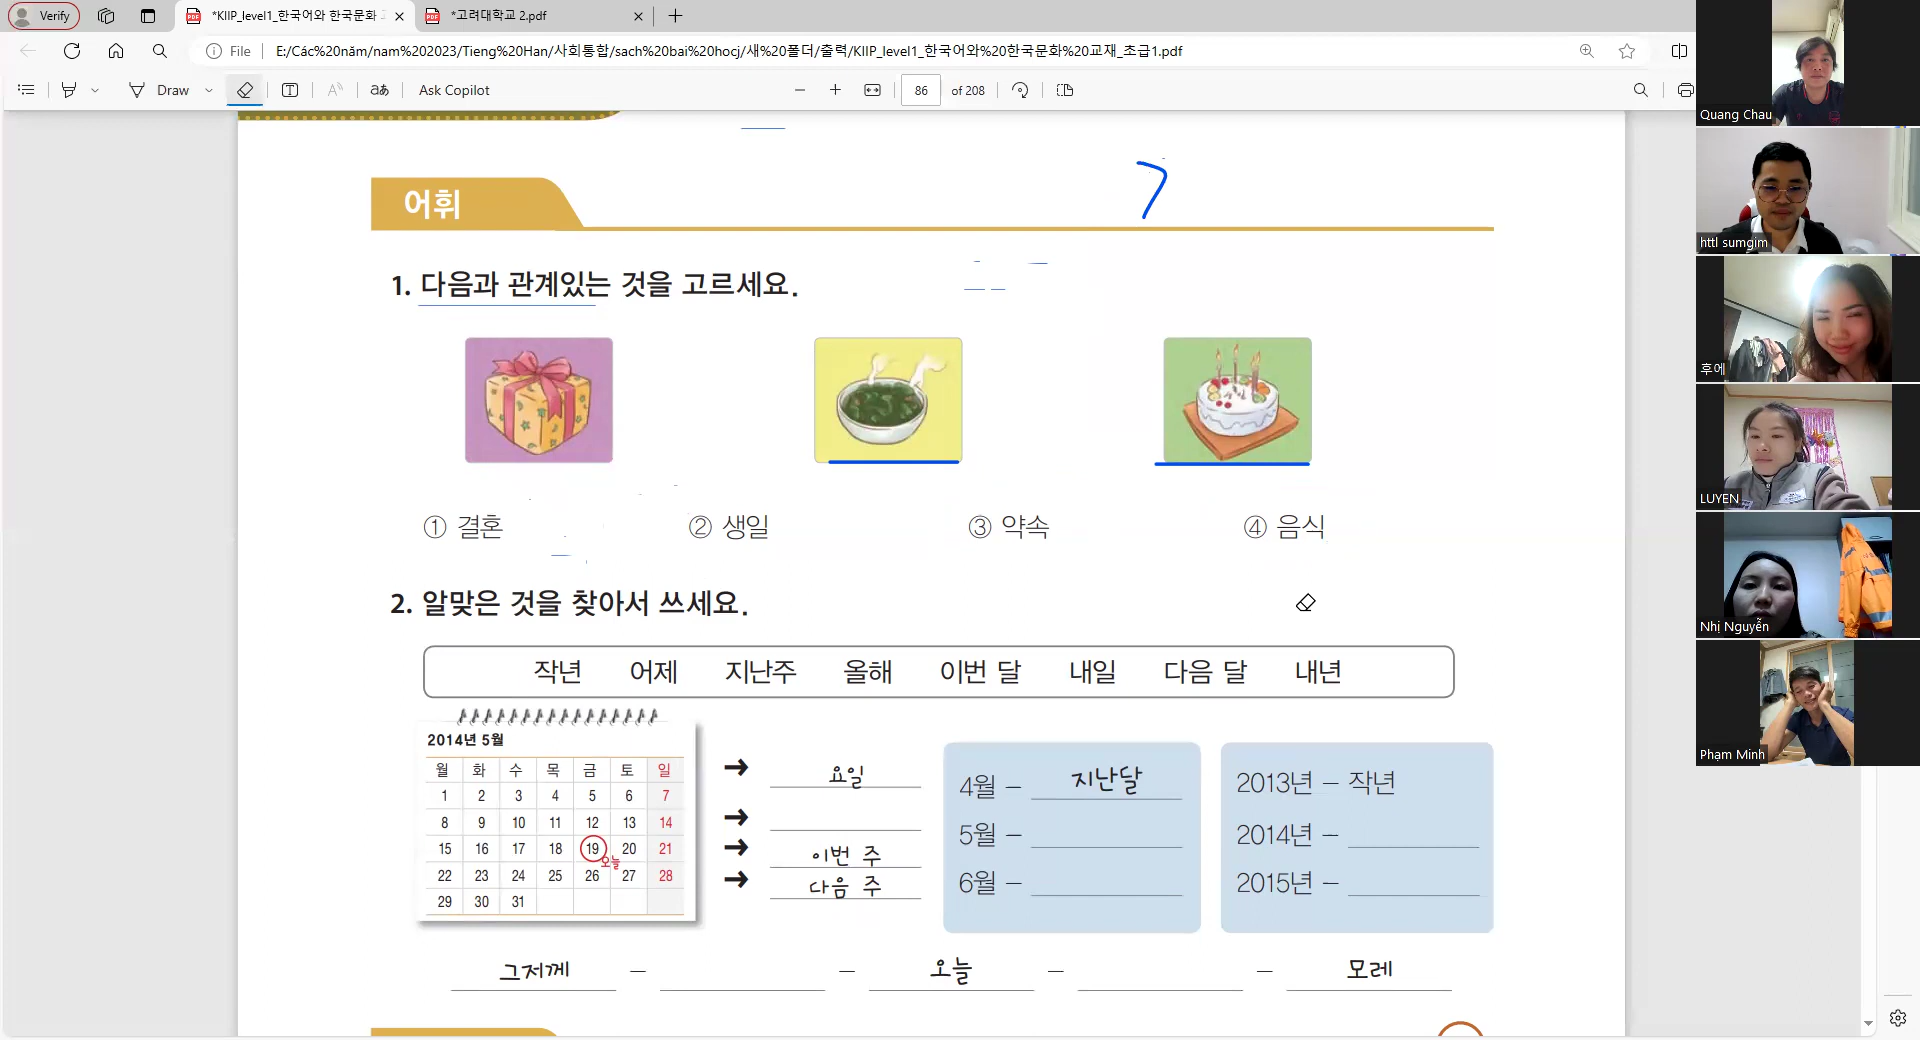 Verify
*KIIP_level1_한국어와 한국문화
*고려대학교 2.pdf
File
E:/Các%20năm/nam%202023/Tieng%20Han/사회통합/sach%20bai%20hocj/새%20폴더/출력/KIIP_level1_한국어와%20한국문화%20교재_초급1.pdf
Draw
T
aあ
Ask Copilot
86
of 208
7
어휘
1. 다음과 관계있는 것을 고르세요.
① 결혼 ② 생일 ③ 약속 ④ 음식
2. 알맞은 것을 찾아서 쓰세요.
작년 어제 지난주 올해 이번 달 내일 다음 달 내년
2014년 5월
월 화 수 목 금 토 일
1 2 3 4 5 6 7
8 9 10 11 12 13 14
15 16 17 18 19 20 21
오늘
22 23 24 25 26 27 28
29 30 31
➜ 요일
➜
➜ 이번 주
➜ 다음 주
4월 – 지난달
5월 –
6월 –
2013년 – 작년
2014년 –
2015년 –
그저께 – – 오늘 – – 모레
Quang Chau
httl sumgim
후에
LUYEN
Nhị Nguyễn
Phạm Minh